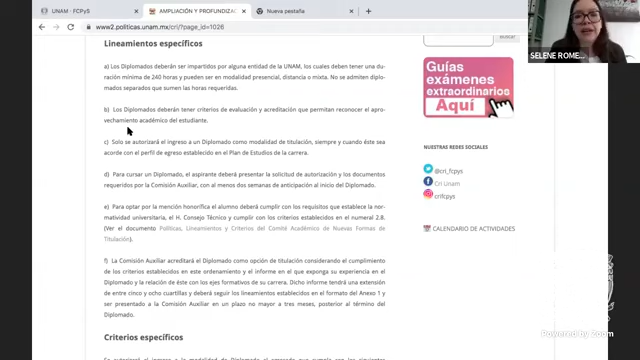 UNAM : FCPyS
AMPLIACIÓN Y PROFUNDIZAC
Nueva pestaña
www2.politicas.unam.mx/cri/?page_id=1026
Lineamientos específicos
a) Los Diplomados deberán ser impartidos por alguna entidad de la UNAM, los cuales deben tener una du-
ración mínima de 240 horas y pueden ser en modalidad presencial, distancia o mixta. No se admiten di-
plomados separados que sumen las horas requeridas.
b) Los Diplomados deberán tener criterios de evaluación y acreditación que permitan reconocer el apro-
vechamiento académico del estudiante.
c) Solo se autorizará el ingreso a un Diplomado como modalidad de titulación, siempre y cuando éste sea
acorde con el perfil de egreso establecido en el Plan de Estudios de la carrera.
d) Para cursar un Diplomado, el aspirante deberá presentar la solicitud de autorización y los documentos
requeridos por la Comisión Auxiliar, con al menos dos semanas de anticipación al inicio del Diplomado.
e) Para optar por la mención honorífica el alumno deberá cumplir con los requisitos que establece la nor-
matividad universitaria, el H. Consejo Técnico y cumplir con los criterios establecidos en el numeral 2.8.
(Ver el documento Políticas, Lineamientos y Criterios del Comité Académico de Nuevas Formas de
Titulación).
f) La Comisión Auxiliar acreditará el Diplomado como opción de titulación considerando el cumplimiento
de los criterios establecidos en este ordenamiento y el informe en el que exponga su experiencia en el
Diplomado y la relación de éste con los ejes formativos de su carrera. Dicho informe tendrá una extensión
de entre cinco y ocho cuartillas y deberá seguir los lineamientos establecidos en el formato del Anexo 1 y
ser presentado a la Comisión Auxiliar en un plazo no mayor a tres meses, posterior al término del
Diplomado.
Criterios específicos
buscar
Guías
exámenes
extraordinarios
Aquí
NUESTRAS REDES SOCIALES
@cri_fcpys
Cri Unam
crifcpys
CALENDARIO DE ACTIVIDADES
SELENE ROME...
Powered by Zoom